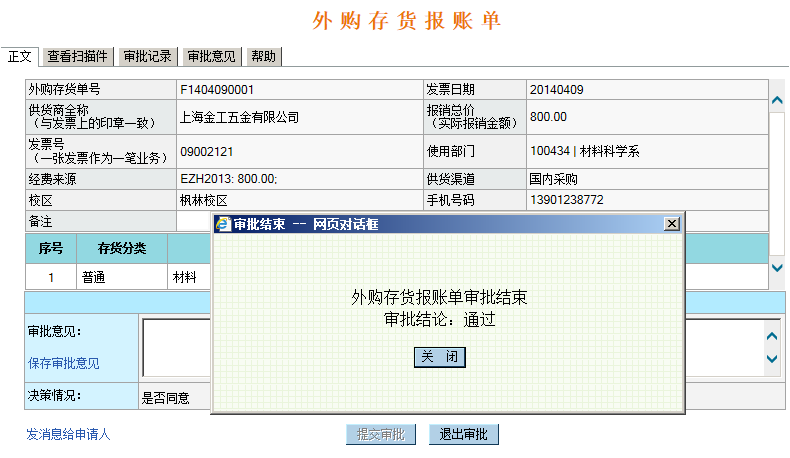 外购存货报账单
正文 查看扫描件 审批记录 审批意见 帮助
外购存货单号 F1404090001 发票日期 20140409
供货商全称
（与发票上的印章一致） 上海金工五金有限公司 报销总价
（实际报销金额） 800.00
发票号
（一张发票作为一笔业务） 09002121 使用部门 100434 | 材料科学系
经费来源 EZH2013: 800.00; 供货渠道 国内采购
校区 枫林校区 手机号码 13901238772
备注
审批结束 -- 网页对话框
序号 存货分类
1 普通 材料
外购存货报账单审批结束
审批结论：通过
关 闭
审批意见：
保存审批意见
决策情况： 是否同意
发消息给申请人 提交审批 退出审批